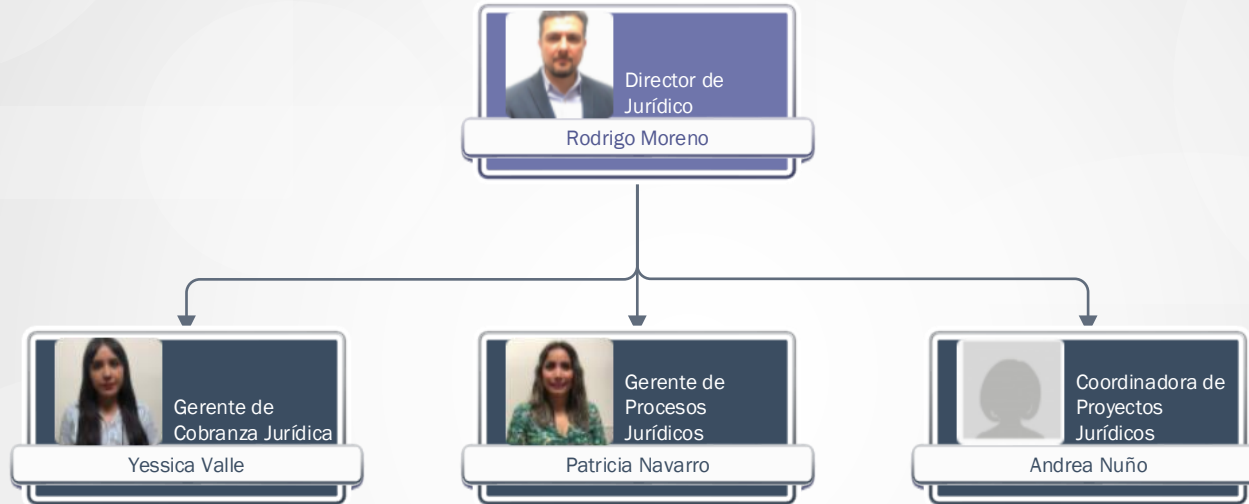 Director de
Jurídico
Rodrigo Moreno
Gerente de
Cobranza Jurídica
Yessica Valle
Gerente de
Procesos
Jurídicos
Patricia Navarro
Coordinadora de
Proyectos
Jurídicos
Andrea Nuño